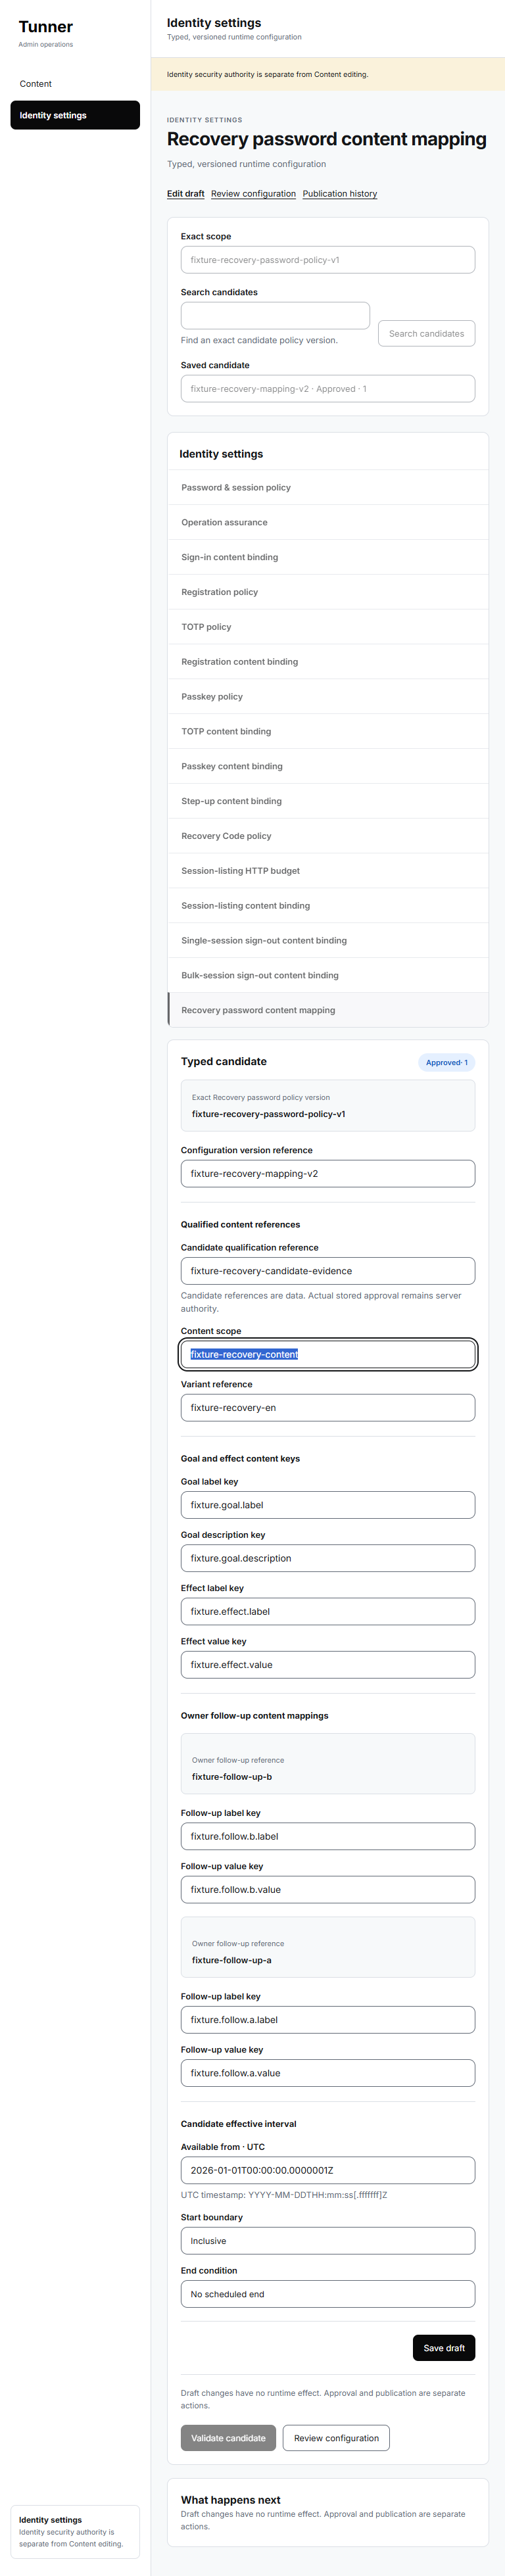 Tunner
Admin operations
Content
Identity settings
Identity settings
Typed, versioned runtime configuration
Identity security authority is separate from Content editing.
IDENTITY SETTINGS
Recovery password content mapping
Typed, versioned runtime configuration
Edit draft Review configuration Publication history
Exact scope
fixture-recovery-password-policy-v1
Search candidates
Find an exact candidate policy version.
Search candidates
Saved candidate
fixture-recovery-mapping-v2 · Approved · 1
Identity settings
Password & session policy
Operation assurance
Sign-in content binding
Registration policy
TOTP policy
Registration content binding
Passkey policy
TOTP content binding
Passkey content binding
Step-up content binding
Recovery Code policy
Session-listing HTTP budget
Session-listing content binding
Single-session sign-out content binding
Bulk-session sign-out content binding
Recovery password content mapping
Typed candidate
Approved· 1
Exact Recovery password policy version
fixture-recovery-password-policy-v1
Configuration version reference
fixture-recovery-mapping-v2
Qualified content references
Candidate qualification reference
fixture-recovery-candidate-evidence
Candidate references are data. Actual stored approval remains server
authority.
Content scope
fixture-recovery-content
Variant reference
fixture-recovery-en
Goal and effect content keys
Goal label key
fixture.goal.label
Goal description key
fixture.goal.description
Effect label key
fixture.effect.label
Effect value key
fixture.effect.value
Owner follow-up content mappings
Owner follow-up reference
fixture-follow-up-b
Follow-up label key
fixture.follow.b.label
Follow-up value key
fixture.follow.b.value
Owner follow-up reference
fixture-follow-up-a
Follow-up label key
fixture.follow.a.label
Follow-up value key
fixture.follow.a.value
Candidate effective interval
Available from · UTC
2026-01-01T00:00:00.0000001Z
UTC timestamp: YYYY-MM-DDTHH:mm:ss[.fffffff]Z
Start boundary
Inclusive
End condition
No scheduled end
Save draft
Draft changes have no runtime effect. Approval and publication are separate
actions.
Validate candidate
Review configuration
What happens next
Draft changes have no runtime effect. Approval and publication are separate
actions.
Identity settings
Identity security authority is
separate from Content editing.